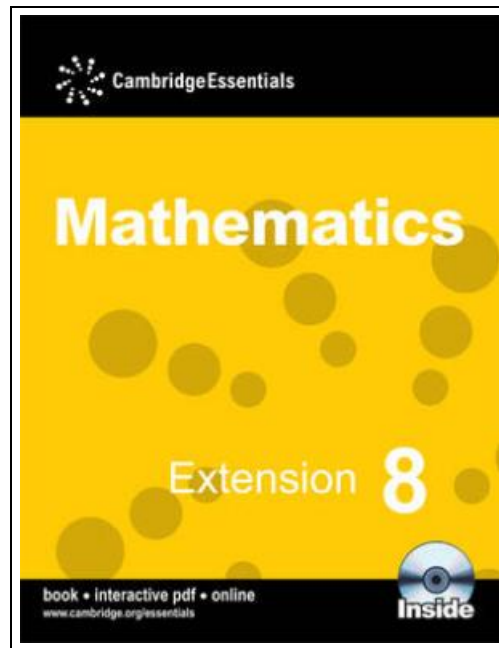 CambridgeEssentials
Mathematics
Extension 8
book • interactive pdf • online
www.cambridge.org/essentials
Inside